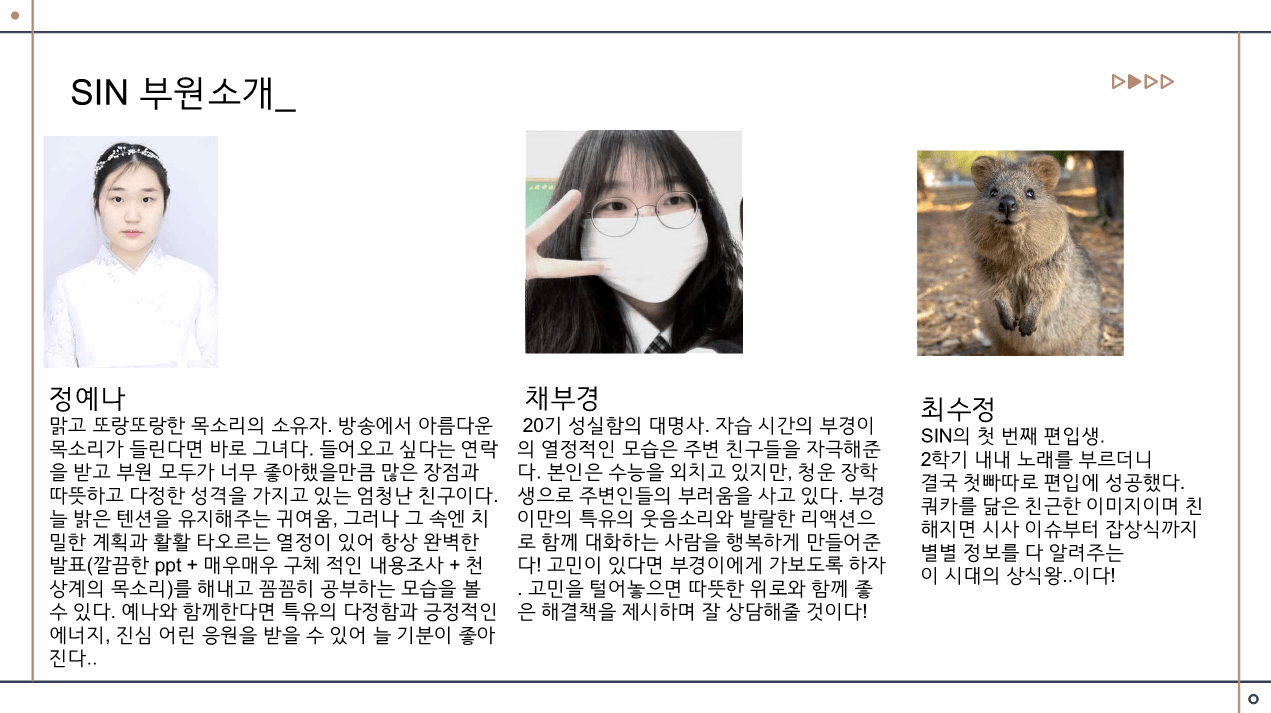 SIN 부원소개_
정예나
맑고 또랑또랑한 목소리의 소유자. 방송에서 아름다운
목소리가 들린다면 바로 그녀다. 들어오고 싶다는 연락
을 받고 부원 모두가 너무 좋아했을만큼 많은 장점과
따뜻하고 다정한 성격을 가지고 있는 엄청난 친구이다.
늘 밝은 텐션을 유지해주는 귀여움, 그러나 그 속엔 치
밀한 계획과 활활 타오르는 열정이 있어 항상 완벽한
발표(깔끔한 ppt + 매우매우 구체 적인 내용조사 + 천
상계의 목소리)를 해내고 꼼꼼히 공부하는 모습을 볼
수 있다. 예나와 함께한다면 특유의 다정함과 긍정적인
에너지, 진심 어린 응원을 받을 수 있어 늘 기분이 좋아
진다..
채부경
20기 성실함의 대명사. 자습 시간의 부경이
의 열정적인 모습은 주변 친구들을 자극해준
다. 본인은 수능을 외치고 있지만, 청운 장학
생으로 주변인들의 부러움을 사고 있다. 부경
이만의 특유의 웃음소리와 발랄한 리액션으
로 함께 대화하는 사람을 행복하게 만들어준
다! 고민이 있다면 부경이에게 가보도록 하자
. 고민을 털어놓으면 따뜻한 위로와 함께 좋
은 해결책을 제시하며 잘 상담해줄 것이다!
최수정
SIN의 첫 번째 편입생.
2학기 내내 노래를 부르더니
결국 첫빠따로 편입에 성공했다.
쿼카를 닮은 친근한 이미지이며 친
해지면 시사 이슈부터 잡상식까지
별별 정보를 다 알려주는
이 시대의 상식왕..이다!